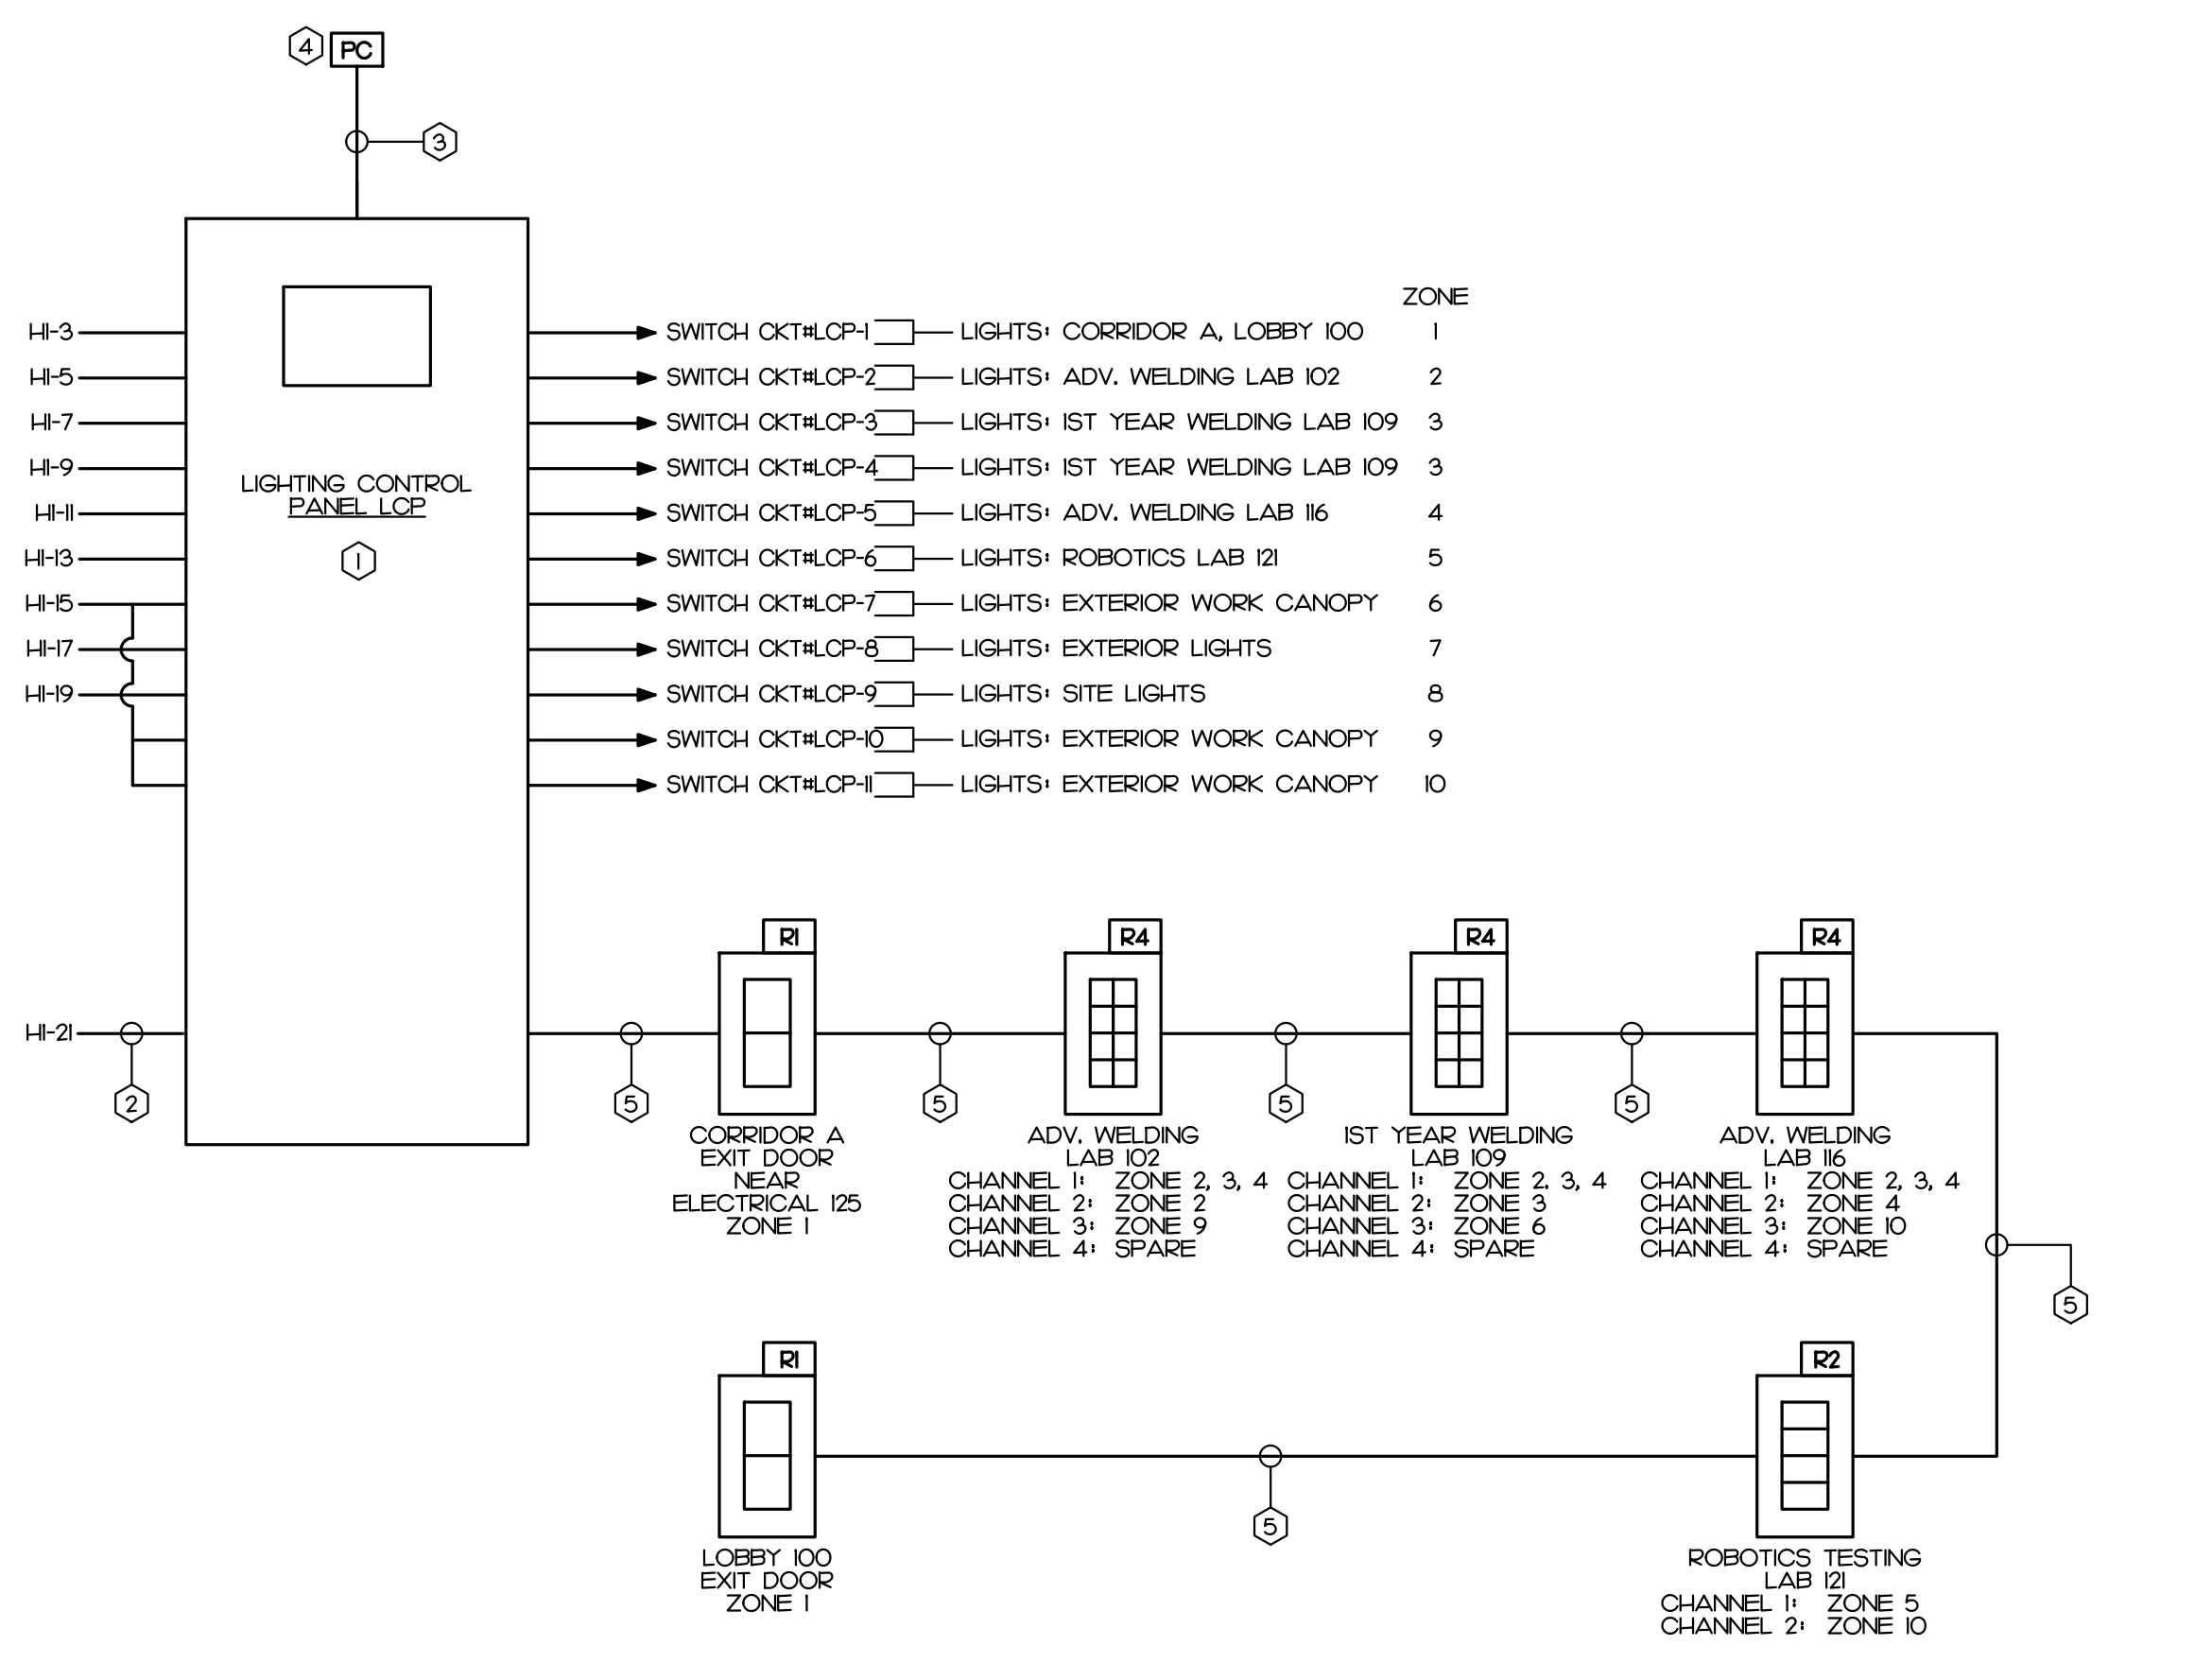 4 PC
3
ZONE
H1-3 SWITCH CKT#LCP-1 LIGHTS: CORRIDOR A, LOBBY 100 1
H1-5 SWITCH CKT#LCP-2 LIGHTS: ADV. WELDING LAB 102 2
H1-7 SWITCH CKT#LCP-3 LIGHTS: 1ST YEAR WELDING LAB 109 3
H1-9 SWITCH CKT#LCP-4 LIGHTS: 1ST YEAR WELDING LAB 109 3
LIGHTING CONTROL
PANEL LCP
H1-11 SWITCH CKT#LCP-5 LIGHTS: ADV. WELDING LAB 116 4
H1-13 1 SWITCH CKT#LCP-6 LIGHTS: ROBOTICS LAB 121 5
H1-15 SWITCH CKT#LCP-7 LIGHTS: EXTERIOR WORK CANOPY 6
H1-17 SWITCH CKT#LCP-8 LIGHTS: EXTERIOR LIGHTS 7
H1-19 SWITCH CKT#LCP-9 LIGHTS: SITE LIGHTS 8
SWITCH CKT#LCP-10 LIGHTS: EXTERIOR WORK CANOPY 9
SWITCH CKT#LCP-11 LIGHTS: EXTERIOR WORK CANOPY 10
R1 R4 R4 R4
H1-21
2 5 5 5 5
CORRIDOR A
EXIT DOOR
NEAR
ELECTRICAL 125
ZONE 1
ADV. WELDING
LAB 102
CHANNEL 1: ZONE 2, 3, 4
CHANNEL 2: ZONE 2
CHANNEL 3: ZONE 9
CHANNEL 4: SPARE
1ST YEAR WELDING
LAB 109
CHANNEL 1: ZONE 2. 3, 4
CHANNEL 2: ZONE 3
CHANNEL 3: ZONE 6
CHANNEL 4: SPARE
ADV. WELDING
LAB 116
CHANNEL 1: ZONE 2, 3, 4
CHANNEL 2: ZONE 4
CHANNEL 3: ZONE 10
CHANNEL 4: SPARE
5
R1 R2
5
LOBBY 100
EXIT DOOR
ZONE 1
ROBOTICS TESTING
LAB 121
CHANNEL 1: ZONE 5
CHANNEL 2: ZONE 10